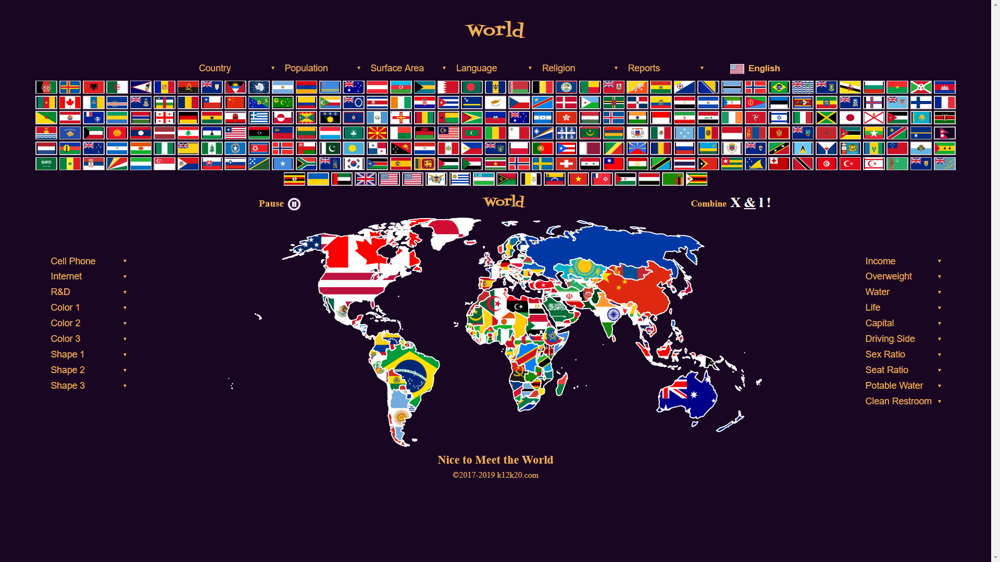 World
Country ▾ Population ▾ Surface Area ▾ Language ▾ Religion ▾ Reports ▾ English
Pause
World
Combine X & l !
Cell Phone ▾
Internet ▾
R&D ▾
Color 1 ▾
Color 2 ▾
Color 3 ▾
Shape 1 ▾
Shape 2 ▾
Shape 3 ▾
Income ▾
Overweight ▾
Water ▾
Life ▾
Capital ▾
Driving Side ▾
Sex Ratio ▾
Seat Ratio ▾
Potable Water ▾
Clean Restroom ▾
Nice to Meet the World
©2017-2019 k12k20.com